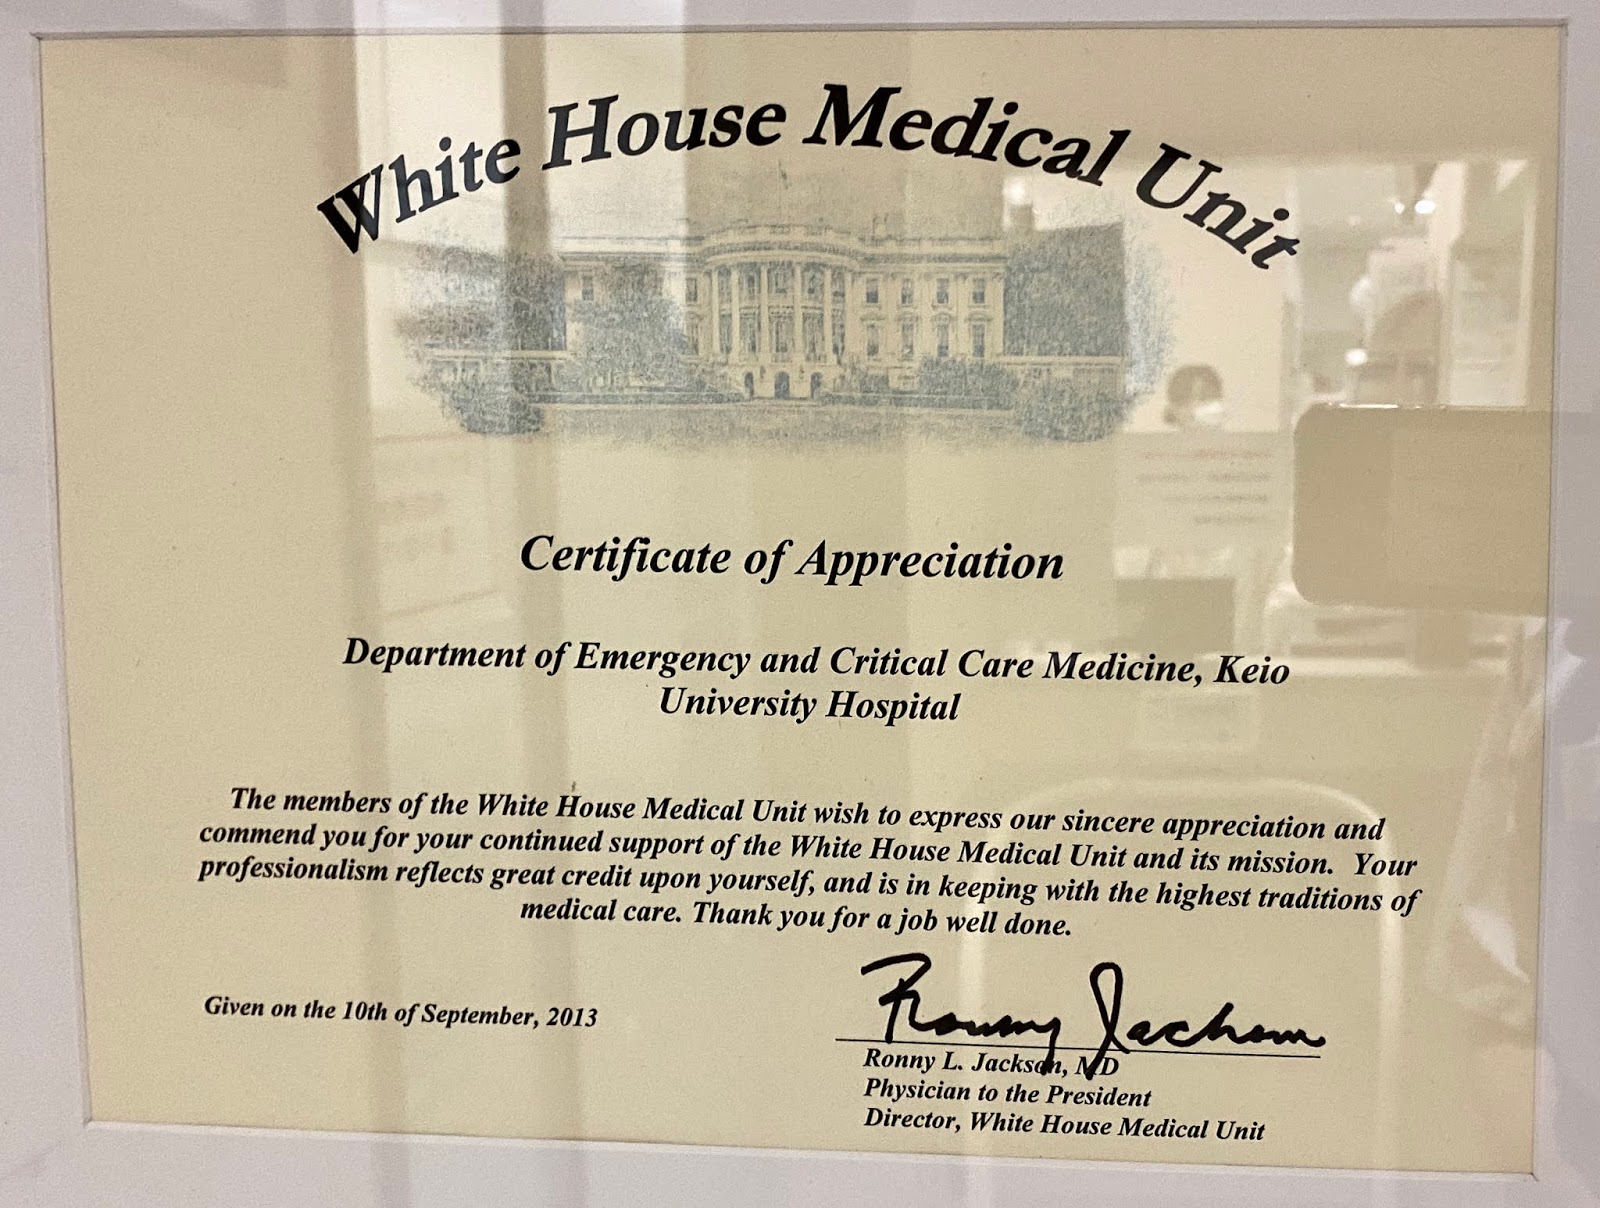 White House Medical Unit
Certificate of Appreciation
Department of Emergency and Critical Care Medicine, Keio
University Hospital
The members of the White House Medical Unit wish to express our sincere appreciation and
commend you for your continued support of the White House Medical Unit and its mission.  Your
professionalism reflects great credit upon yourself, and is in keeping with the highest traditions of
medical care. Thank you for a job well done.
Given on the 10th of September, 2013
Ronny Jackson
Ronny L. Jackson, MD
Physician to the President
Director, White House Medical Unit